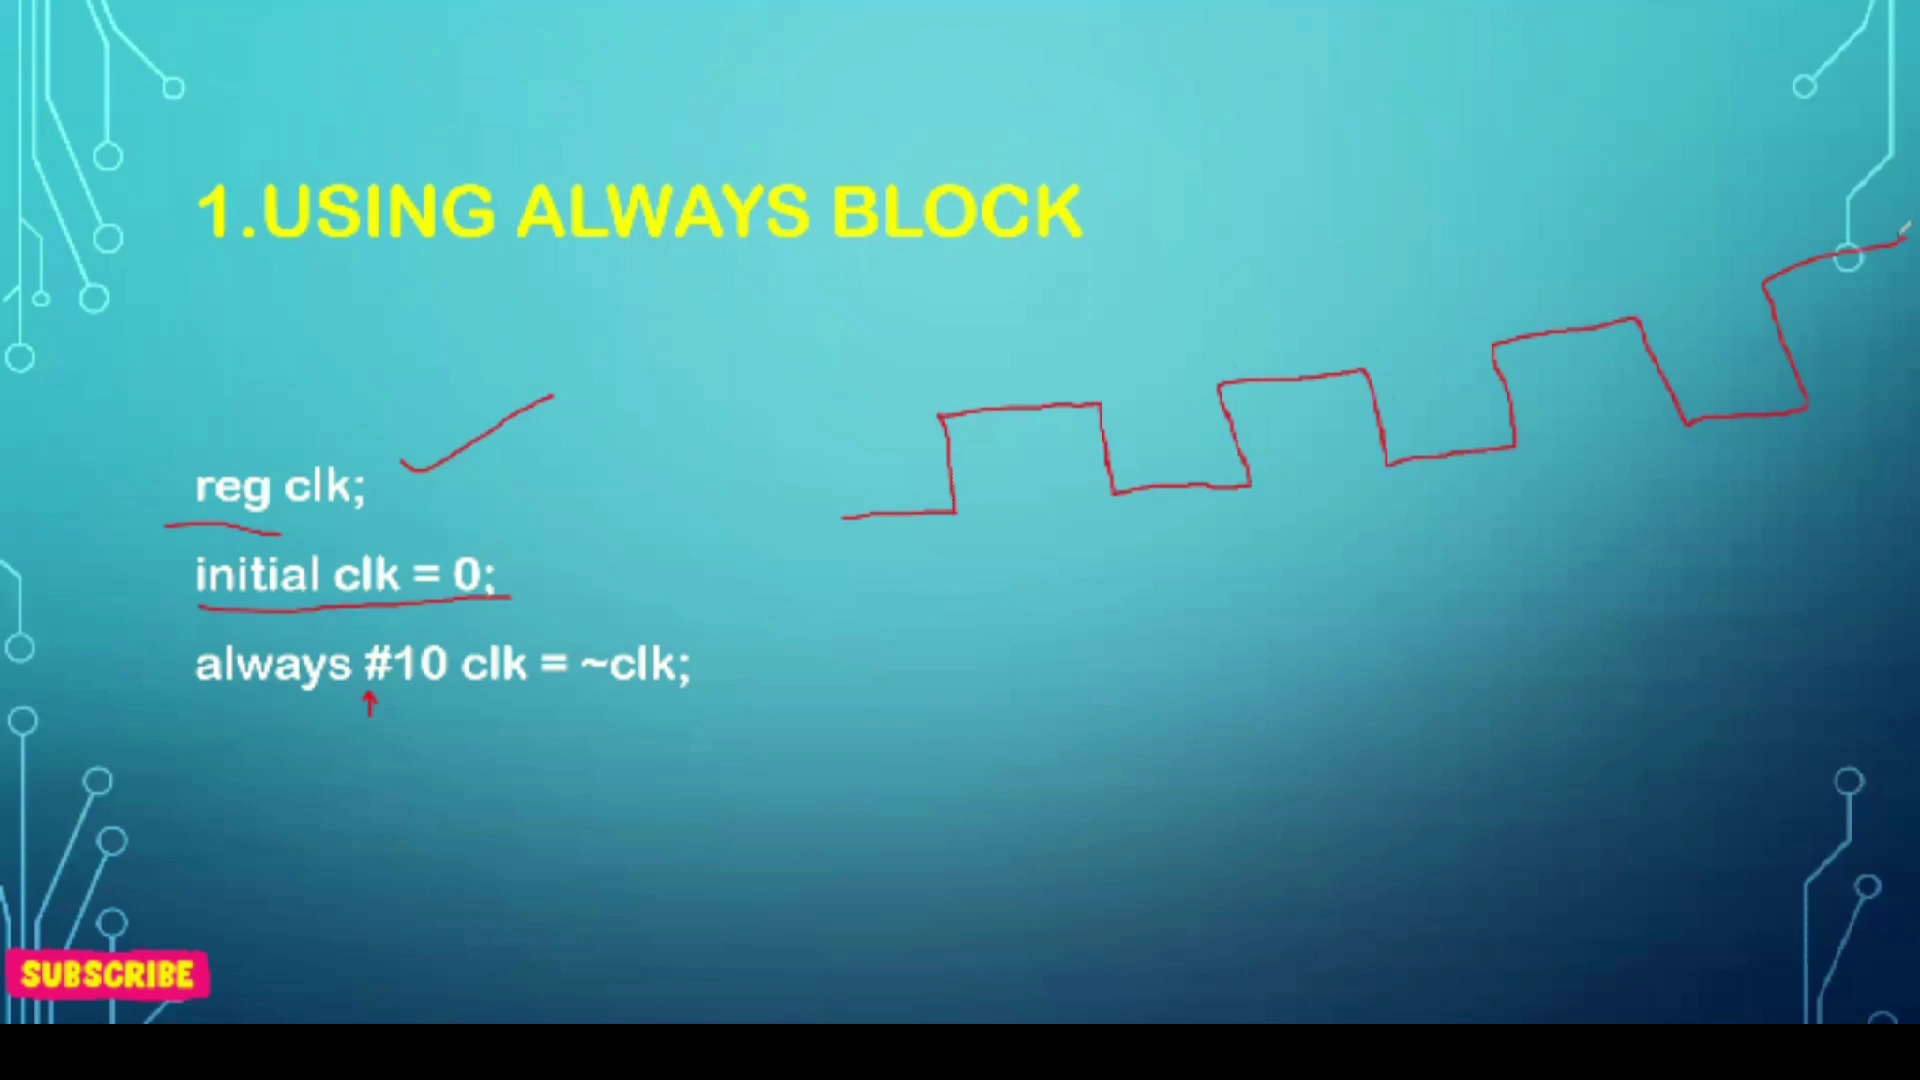 1.USING ALWAYS BLOCK
reg clk;
initial clk = 0;
always #10 clk = ~clk;
SUBSCRIBE